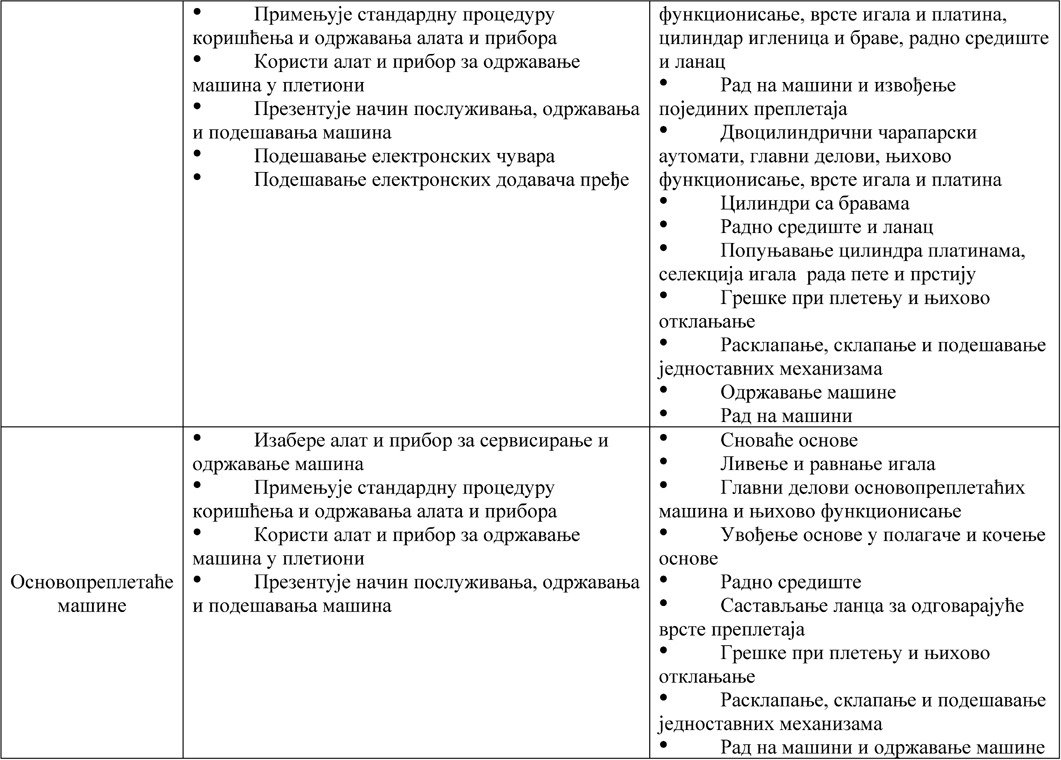 • Примењује стандардну процедуру
коришћења и одржавања алата и прибора
• Користи алат и прибор за одржавање
машина у плетиони
• Презентује начин послуживања, одржавања
и подешавања машина
• Подешавање електронских чувара
• Подешавање електронских додавача пређе
функционисање, врсте игала и платина,
цилиндар игленица и браве, радно средиште
и ланац
• Рад на машини и извођење
појединих преплетаја
• Двоцилиндрични чарапарски
аутомати, главни делови, њихово
функционисање, врсте игала и платина
• Цилиндри са бравама
• Радно средиште и ланац
• Попуњавање цилиндра платинама,
селекција игала рада пете и прстију
• Грешке при плетењу и њихово
отклањање
• Расклапање, склапање и подешавање
једноставних механизама
• Одржавање машине
• Рад на машини
Основопреплетаће
машине
• Изабере алат и прибор за сервисирање и
одржавање машина
• Примењује стандардну процедуру
коришћења и одржавања алата и прибора
• Користи алат и прибор за одржавање
машина у плетиони
• Презентује начин послуживања, одржавања
и подешавања машина
• Сноваће основе
• Ливење и равнање игала
• Главни делови основопреплетаћих
машина и њихово функционисање
• Увођење основе у полагаче и кочење
основе
• Радно средиште
• Састављање ланца за одговарајуће
врсте преплетаја
• Грешке при плетењу и њихово
отклањање
• Расклапање, склапање и подешавање
једноставних механизама
• Рад на машини и одржавање машине